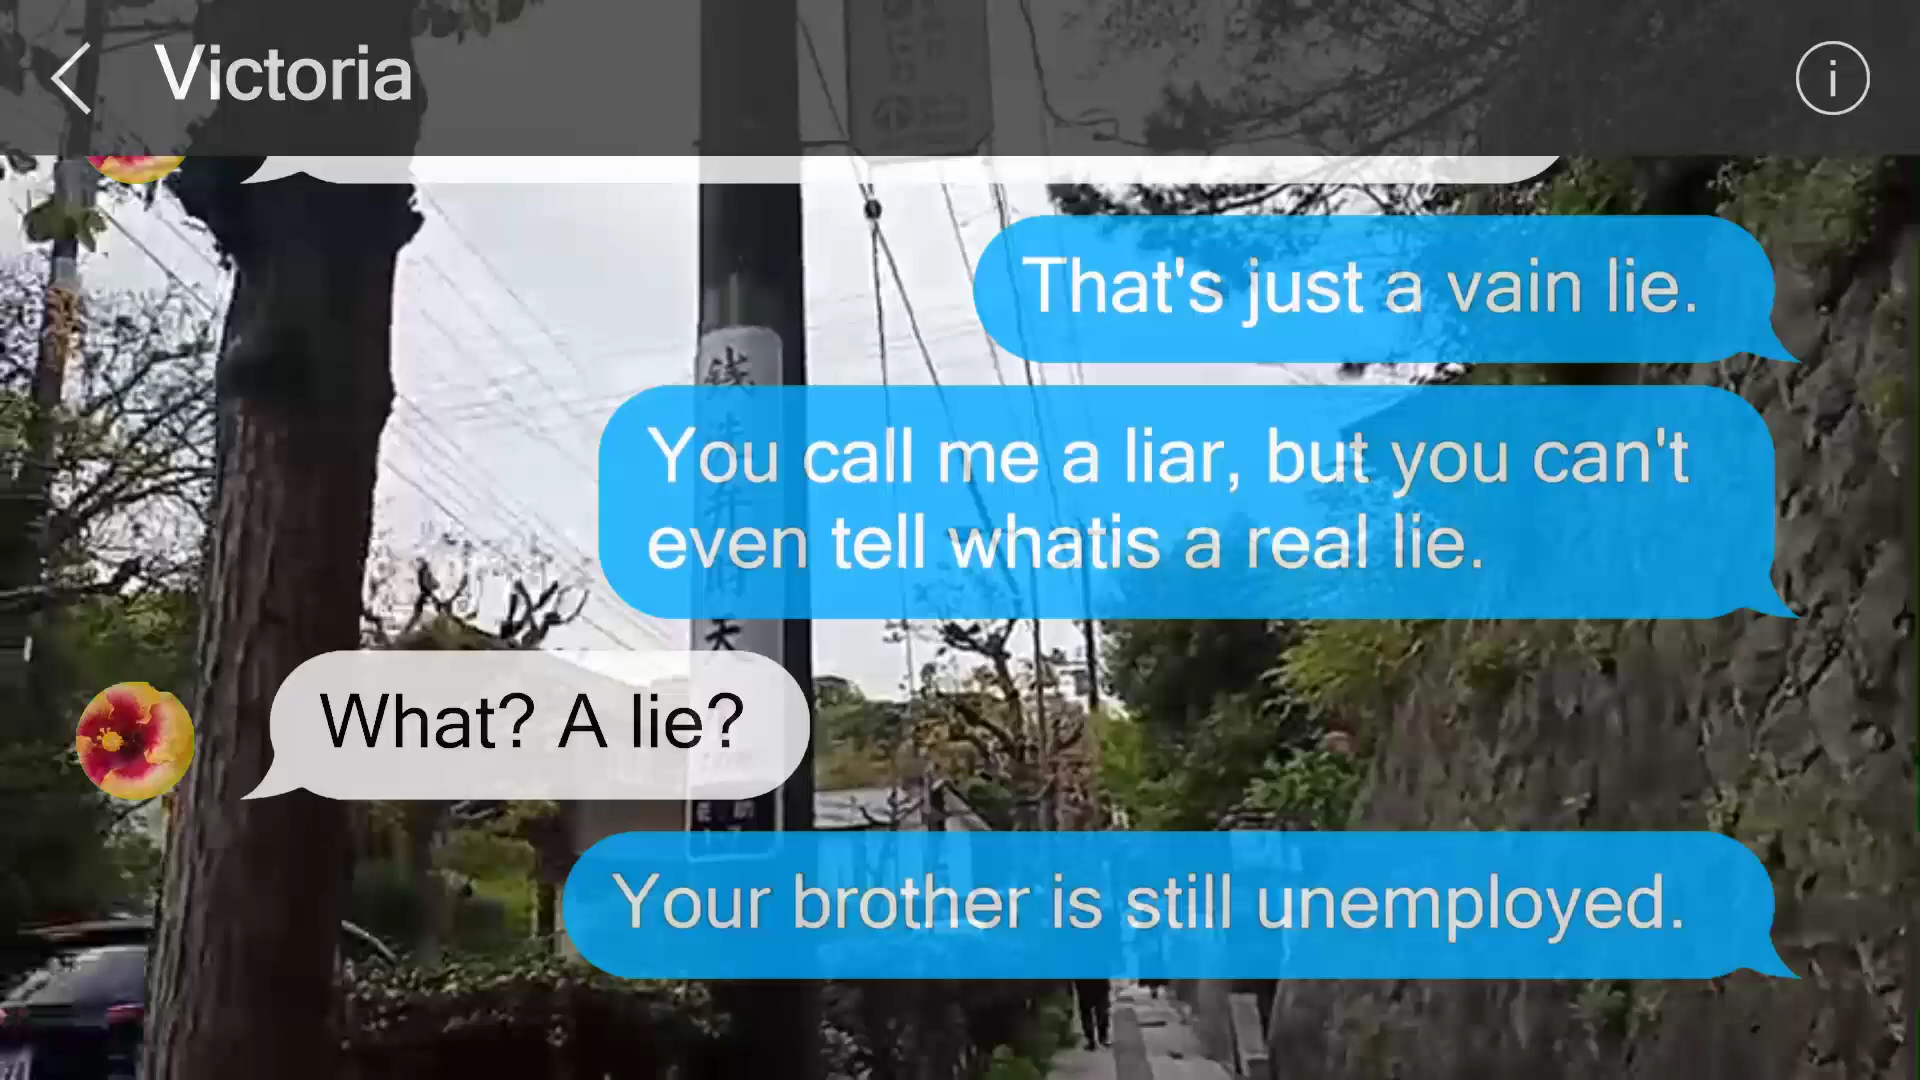 Victoria
That's just a vain lie.
You call me a liar, but you can't
even tell whatis a real lie.
What? A lie?
Your brother is still unemployed.